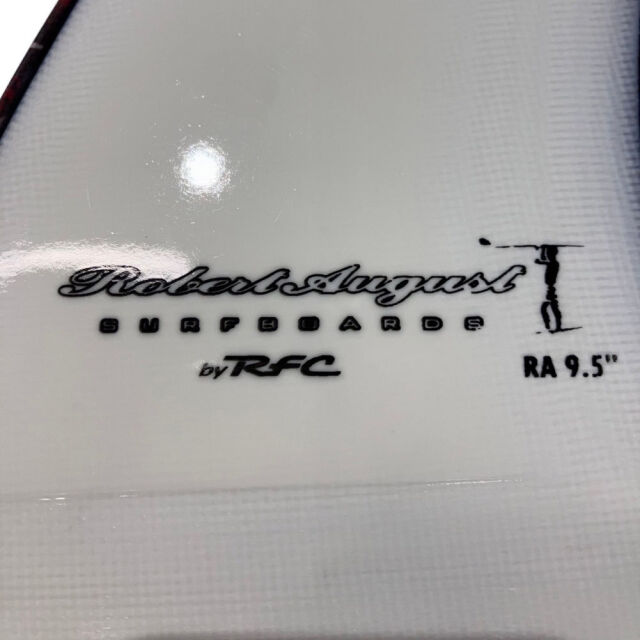 Robert August
SURFBOARDS
by RFC
RA 9.5"